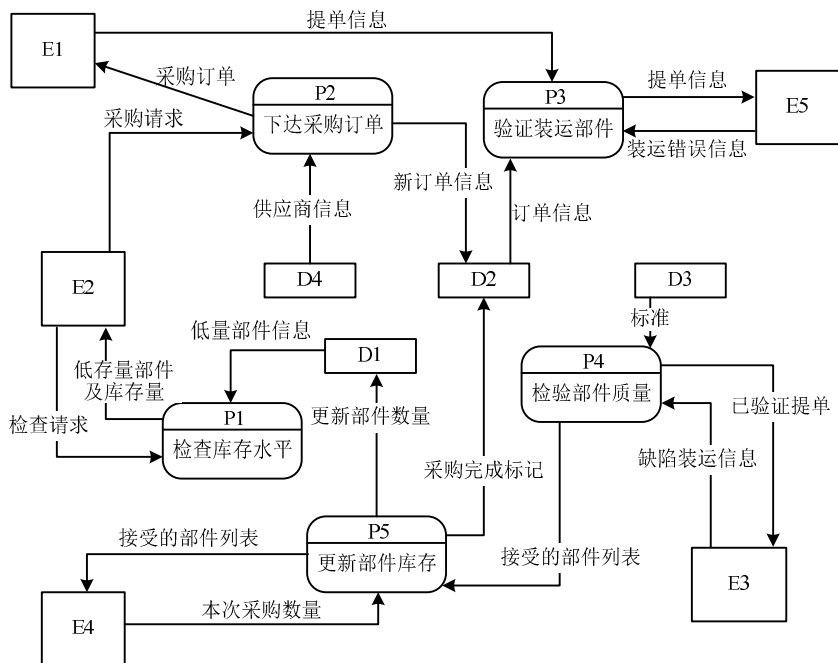 提单信息
E1
采购订单
P2
下达采购订单
P3
验证装运部件
提单信息
E5
装运错误信息
采购请求
新订单信息
供应商信息
订单信息
E2
D4
D2
D3
标准
低量部件信息
D1
低存量部件
及库存量
P4
检验部件质量
已验证提单
检查请求
P1
检查库存水平
更新部件数量
采购完成标记
缺陷装运信息
接受的部件列表
P5
更新部件库存
接受的部件列表
E3
E4
本次采购数量